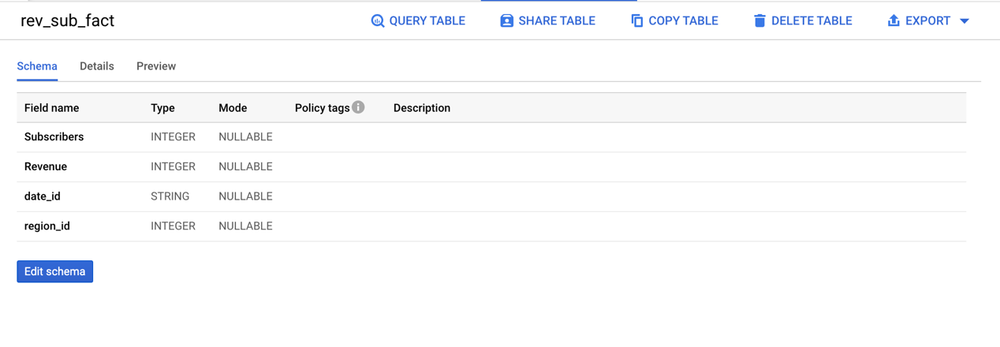 rev_sub_fact QUERY TABLE SHARE TABLE COPY TABLE DELETE TABLE EXPORT
Schema Details Preview
Field name Type Mode Policy tags Description
Subscribers INTEGER NULLABLE
Revenue INTEGER NULLABLE
date_id STRING NULLABLE
region_id INTEGER NULLABLE
Edit schema